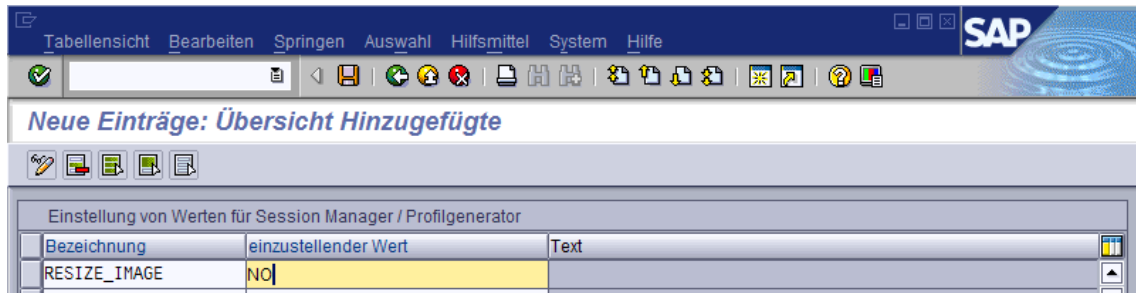 SAP
Tabellensicht Bearbeiten Springen Auswahl Hilfsmittel System Hilfe
Neue Einträge: Übersicht Hinzugefügte
Einstellung von Werten für Session Manager / Profilgenerator
Bezeichnung einzustellender Wert Text
RESIZE_IMAGE NO